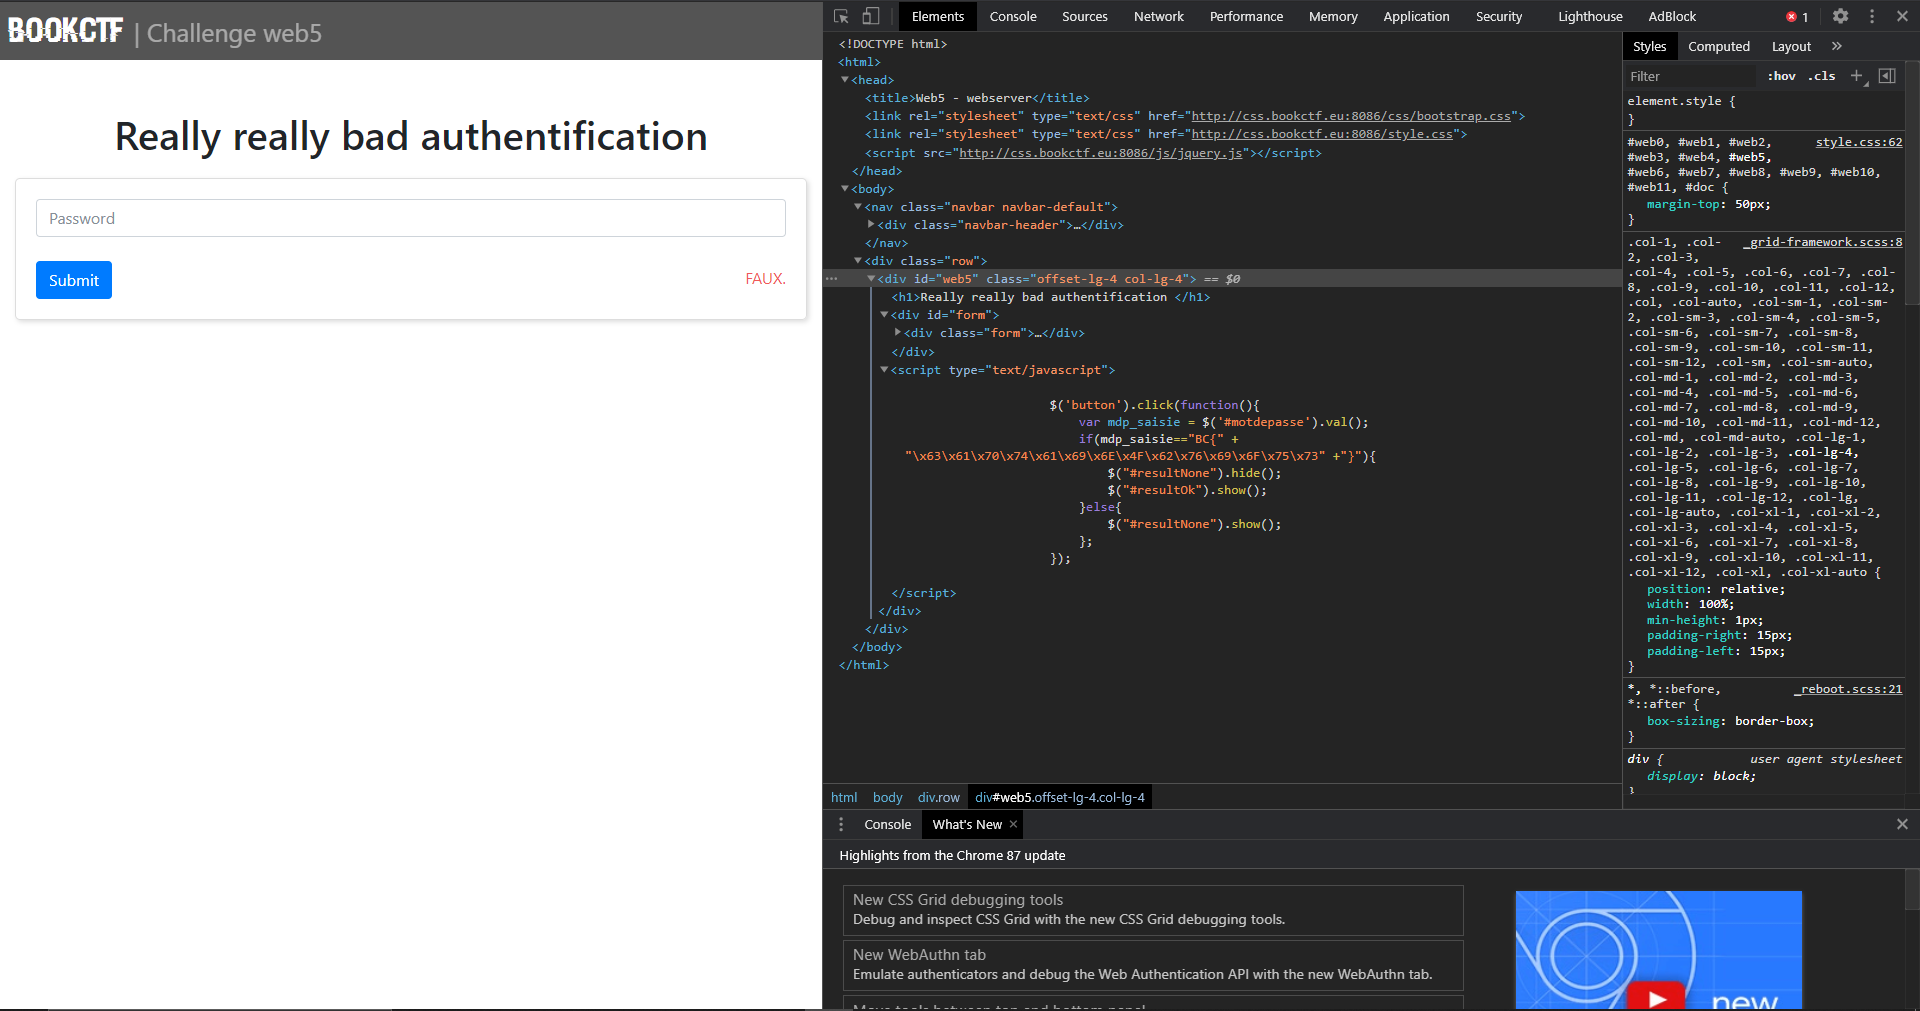 BOOKCTF | Challenge web5
Really really bad authentification
Password
Submit
FAUX.
Elements Console Sources Network Performance Memory Application Security Lighthouse AdBlock 1
<!DOCTYPE html>
<html>
<head>
<title>Web5 - webserver</title>
<link rel="stylesheet" type="text/css" href="http://css.bookctf.eu:8086/css/bootstrap.css">
<link rel="stylesheet" type="text/css" href="http://css.bookctf.eu:8086/style.css">
<script src="http://css.bookctf.eu:8086/js/jquery.js"></script>
</head>
<body>
<nav class="navbar navbar-default">
<div class="navbar-header">…</div>
</nav>
<div class="row">
<div id="web5" class="offset-lg-4 col-lg-4"> == $0
<h1>Really really bad authentification </h1>
<div id="form">
<div class="form">…</div>
</div>
<script type="text/javascript">
$('button').click(function(){
var mdp_saisie = $('#motdepasse').val();
if(mdp_saisie=="BC{" +
"\x63\x61\x70\x74\x61\x69\x6E\x4F\x62\x76\x69\x6F\x75\x73" +"}"){
$("#resultNone").hide();
$("#resultOk").show();
}else{
$("#resultNone").show();
};
});
</script>
</div>
</div>
</body>
</html>
html body div.row div#web5.offset-lg-4.col-lg-4
Styles Computed Layout »
Filter :hov .cls +
element.style {
}
#web0, #web1, #web2, style.css:62
#web3, #web4, #web5,
#web6, #web7, #web8, #web9, #web10,
#web11, #doc {
margin-top: 50px;
}
.col-1, .col- _grid-framework.scss:8
2, .col-3,
.col-4, .col-5, .col-6, .col-7, .col-
8, .col-9, .col-10, .col-11, .col-12,
.col, .col-auto, .col-sm-1, .col-sm-
2, .col-sm-3, .col-sm-4, .col-sm-5,
.col-sm-6, .col-sm-7, .col-sm-8,
.col-sm-9, .col-sm-10, .col-sm-11,
.col-sm-12, .col-sm, .col-sm-auto,
.col-md-1, .col-md-2, .col-md-3,
.col-md-4, .col-md-5, .col-md-6,
.col-md-7, .col-md-8, .col-md-9,
.col-md-10, .col-md-11, .col-md-12,
.col-md, .col-md-auto, .col-lg-1,
.col-lg-2, .col-lg-3, .col-lg-4,
.col-lg-5, .col-lg-6, .col-lg-7,
.col-lg-8, .col-lg-9, .col-lg-10,
.col-lg-11, .col-lg-12, .col-lg,
.col-lg-auto, .col-xl-1, .col-xl-2,
.col-xl-3, .col-xl-4, .col-xl-5,
.col-xl-6, .col-xl-7, .col-xl-8,
.col-xl-9, .col-xl-10, .col-xl-11,
.col-xl-12, .col-xl, .col-xl-auto {
position: relative;
width: 100%;
min-height: 1px;
padding-right: 15px;
padding-left: 15px;
}
*, *::before, _reboot.scss:21
*::after {
box-sizing: border-box;
}
div { user agent stylesheet
display: block;
}
Console What's New
Highlights from the Chrome 87 update
New CSS Grid debugging tools
Debug and inspect CSS Grid with the new CSS Grid debugging tools.
New WebAuthn tab
Emulate authenticators and debug the Web Authentication API with the new WebAuthn tab.
Move tools between top and bottom panel
new